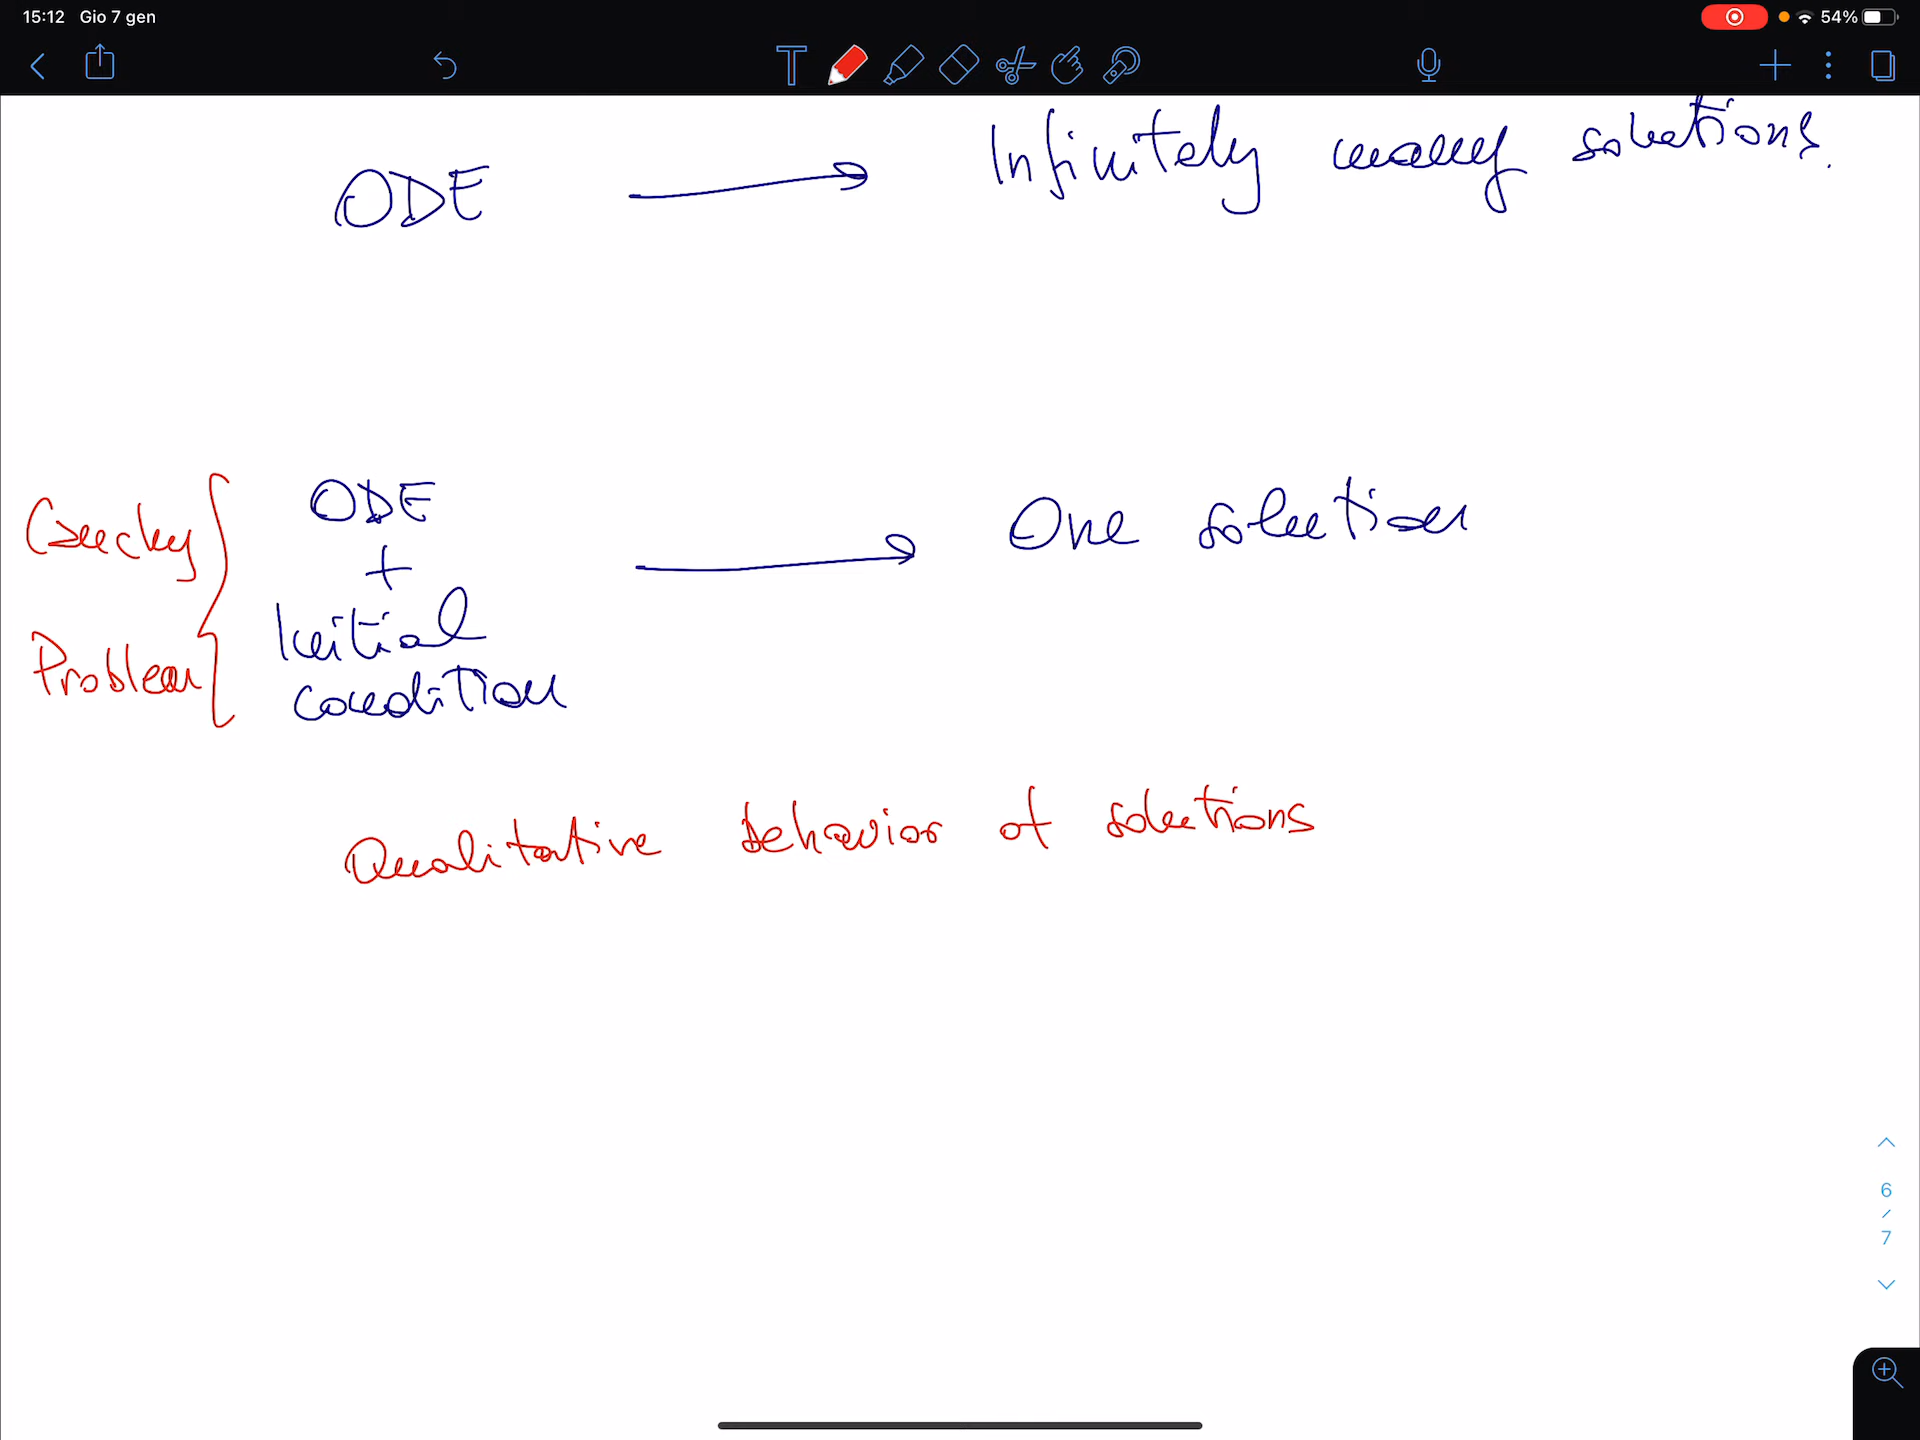 15:12 Gio 7 gen 54%
ODE → Infinitely many solutions.
Cauchy
Problem
ODE
+
Initial
condition
→ One solution
Qualitative behavior of solutions
6
/
7